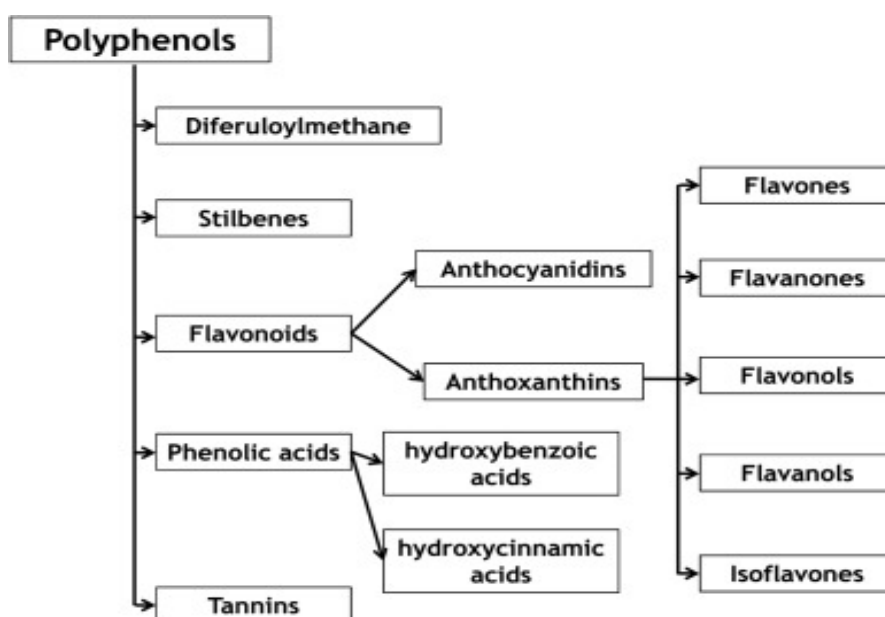 Polyphenols
Diferuloylmethane
Stilbenes
Flavonoids
Phenolic acids
Tannins
Anthocyanidins
Anthoxanthins
hydroxybenzoic
acids
hydroxycinnamic
acids
Flavones
Flavanones
Flavonols
Flavanols
Isoflavones